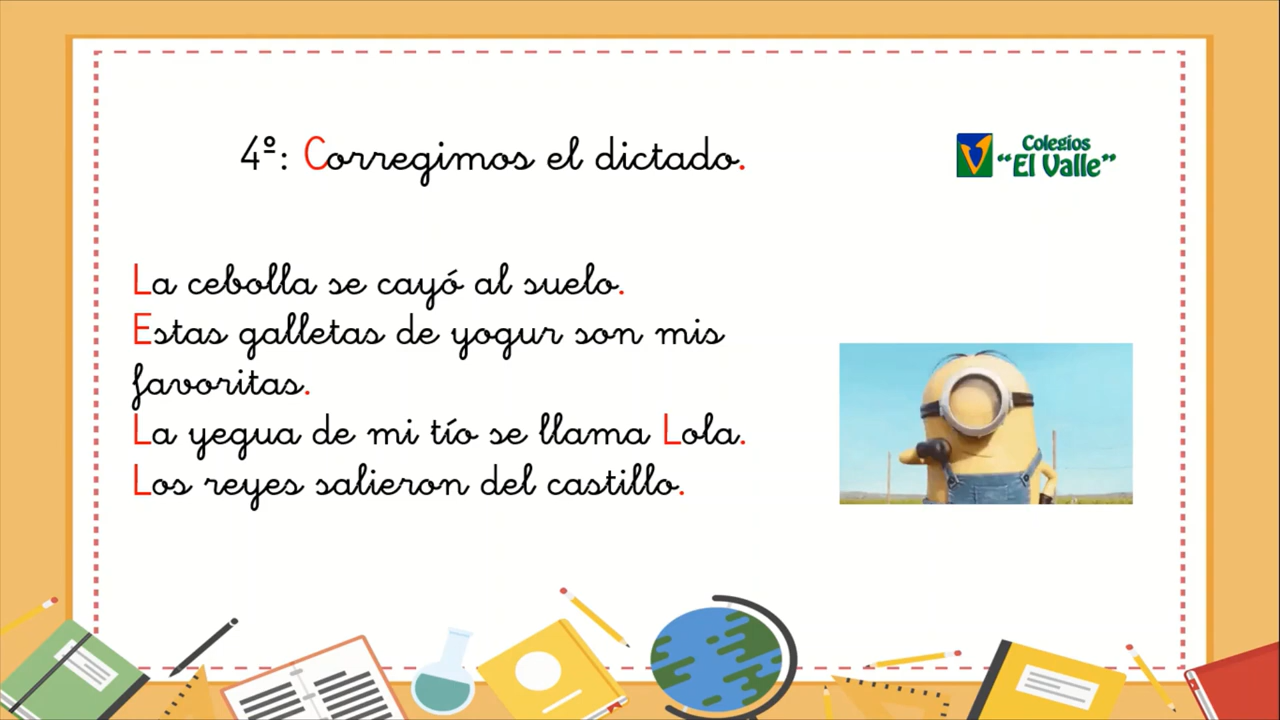 4º: Corregimos el dictado.
Colegios
“El Valle”
La cebolla se cayó al suelo.
Estas galletas de yogur son mis
favoritas.
La yegua de mi tío se llama Lola.
Los reyes salieron del castillo.